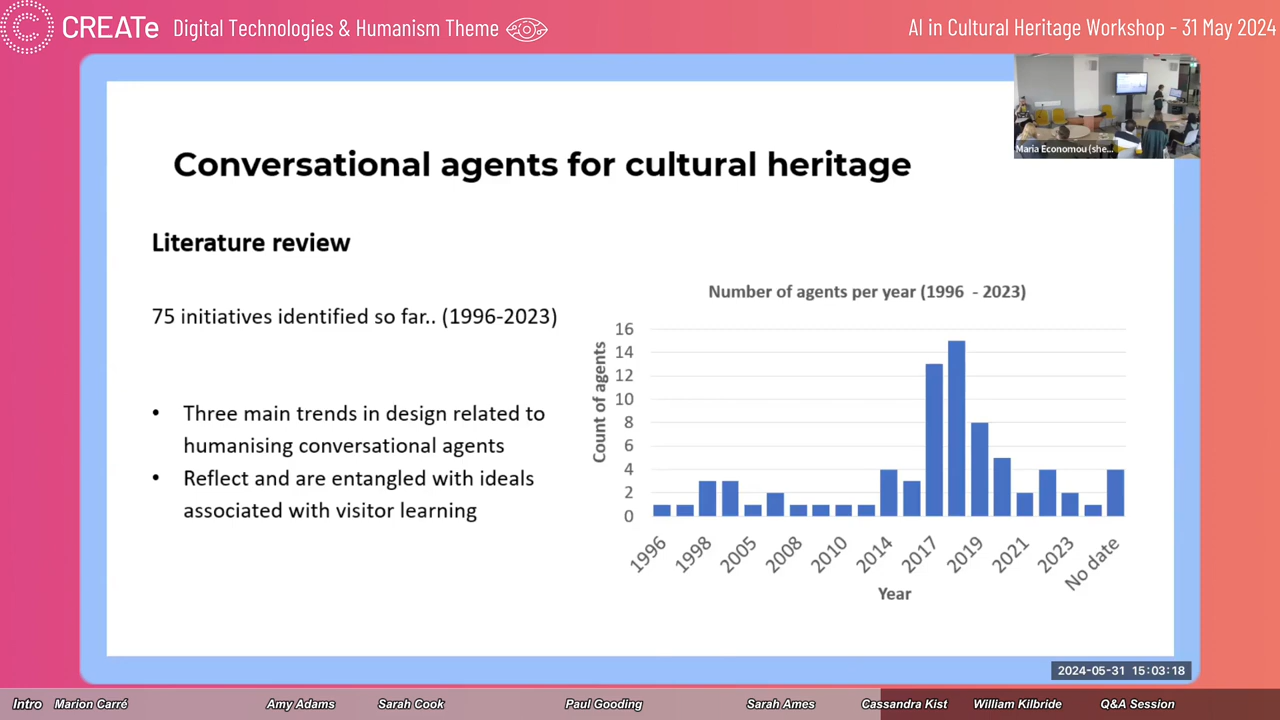 CREATe Digital Technologies & Humanism Theme
AI in Cultural Heritage Workshop - 31 May 2024
Maria Economou (she...
Conversational agents for cultural heritage
Literature review
75 initiatives identified so far.. (1996-2023)
• Three main trends in design related to
humanising conversational agents
• Reflect and are entangled with ideals
associated with visitor learning
Number of agents per year (1996 - 2023)
Count of agents
16
14
12
10
8
6
4
2
0
1996 1998 2005 2008 2010 2014 2017 2019 2021 2023 No date
Year
2024-05-31 15:03:18
Intro Marion Carré Amy Adams Sarah Cook Paul Gooding Sarah Ames Cassandra Kist William Kilbride Q&A Session